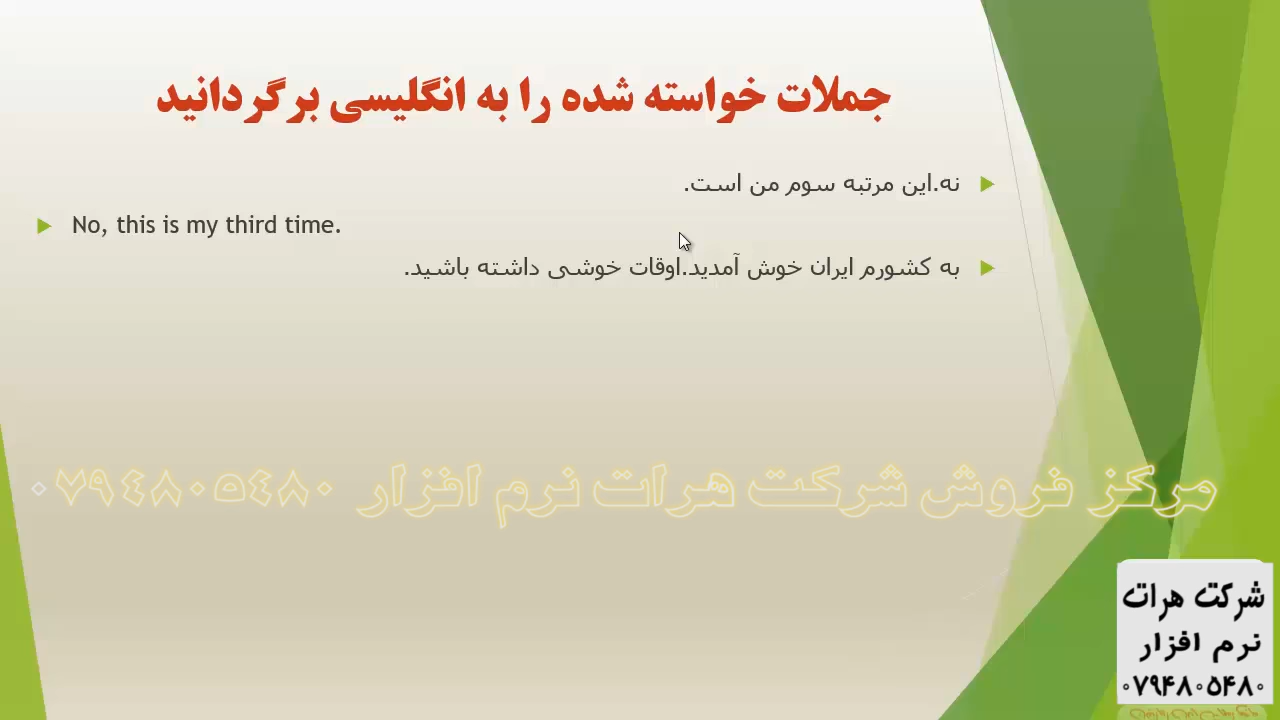 جملات خواسته شده را به انگلیسی برگردانید
نه.این مرتبه سوم من است.
No, this is my third time.
به کشورم ایران خوش آمدید.اوقات خوشی داشته باشید.
مرکز فروش شرکت هرات نرم افزار ۰۷۹۴۸۰۵۴۸۰
شرکت هرات
نرم افزار
۰۷۹۴۸۰۵۴۸۰